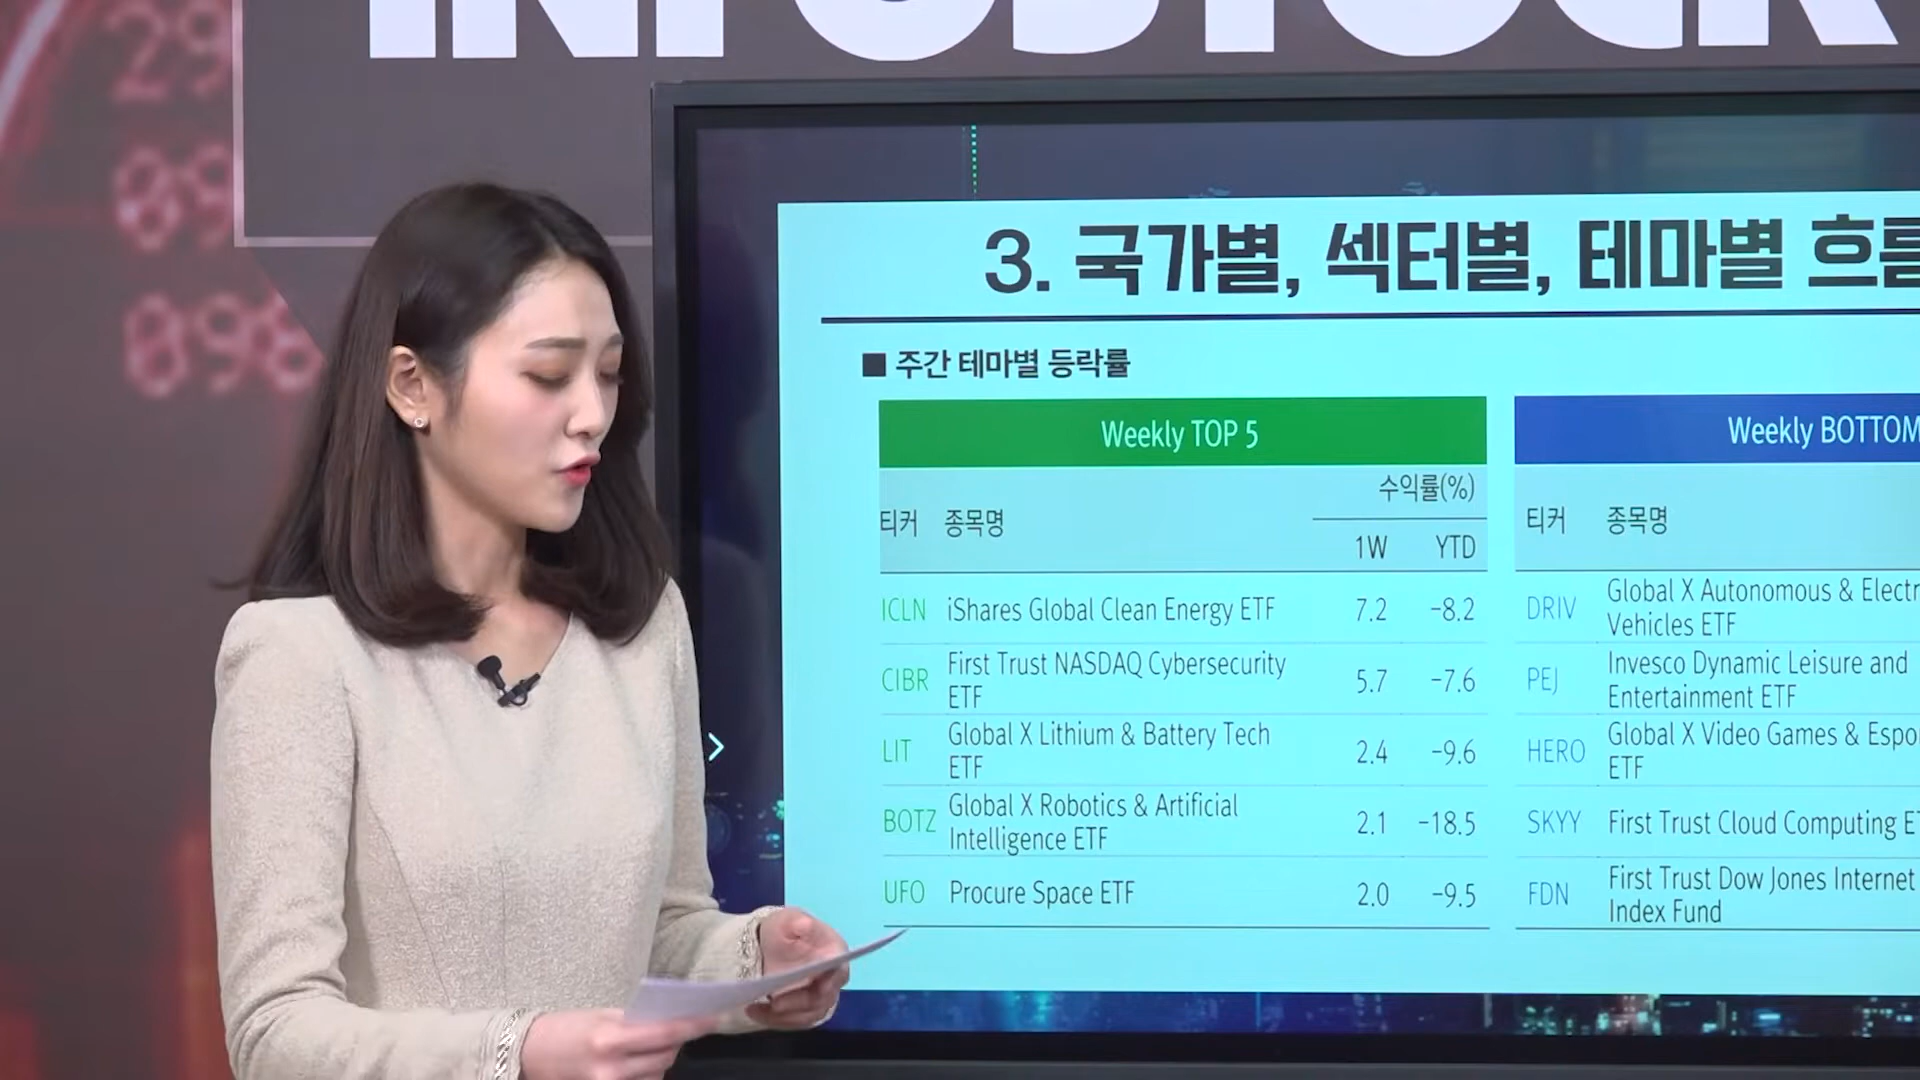 INFOSTOCK
29
89
898
3. 국가별, 섹터별, 테마별 흐름
■ 주간 테마별 등락률
Weekly TOP 5
수익률(%)
티커 종목명
1W YTD
ICLN iShares Global Clean Energy ETF 7.2 -8.2
CIBR First Trust NASDAQ Cybersecurity
ETF 5.7 -7.6
LIT Global X Lithium & Battery Tech
ETF 2.4 -9.6
BOTZ Global X Robotics & Artificial
Intelligence ETF 2.1 -18.5
UFO Procure Space ETF 2.0 -9.5
Weekly BOTTOM
티커 종목명
DRIV Global X Autonomous & Electr
Vehicles ETF
PEJ Invesco Dynamic Leisure and
Entertainment ETF
HERO Global X Video Games & Espo
ETF
SKYY First Trust Cloud Computing ET
FDN First Trust Dow Jones Internet
Index Fund